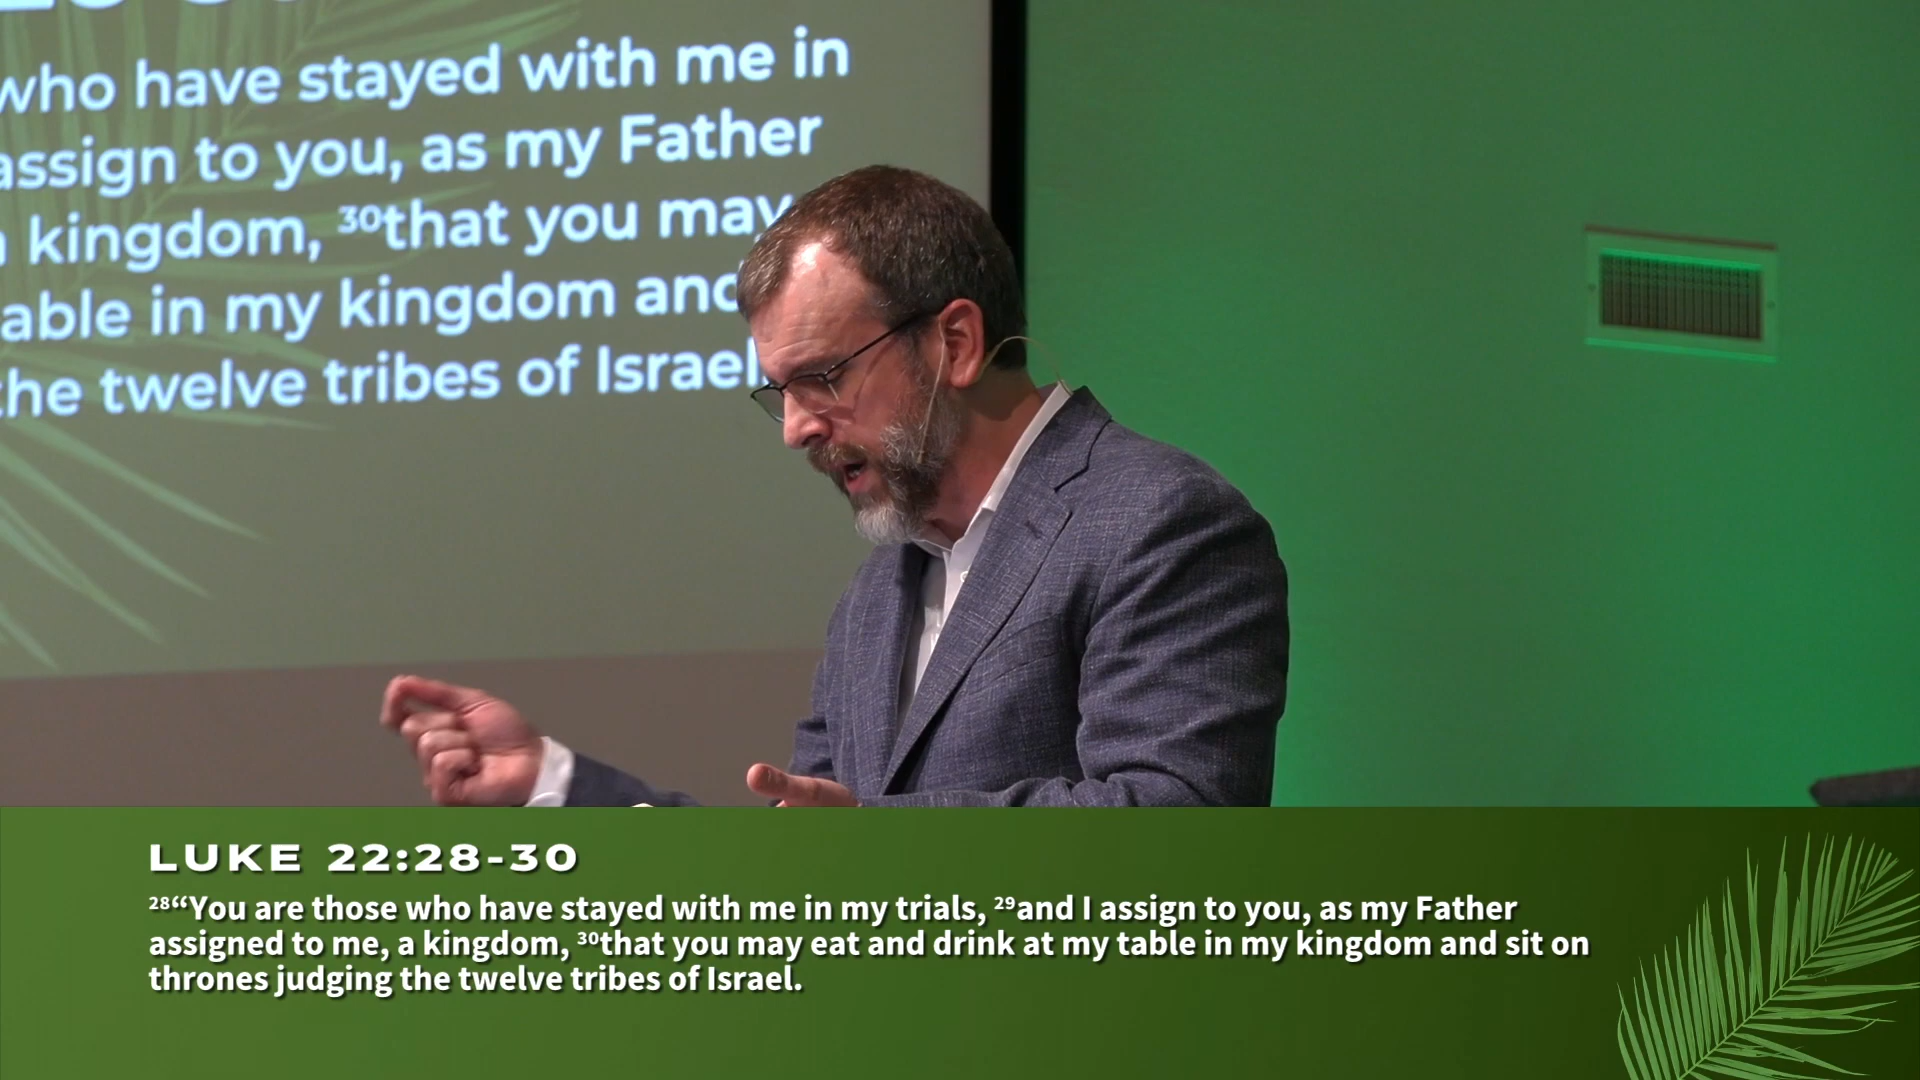 who have stayed with me in
assign to you, as my Father
kingdom, ³⁰that you may
able in my kingdom and
the twelve tribes of Israel
LUKE 22:28-30
²⁸“You are those who have stayed with me in my trials, ²⁹and I assign to you, as my Father
assigned to me, a kingdom, ³⁰that you may eat and drink at my table in my kingdom and sit on
thrones judging the twelve tribes of Israel.